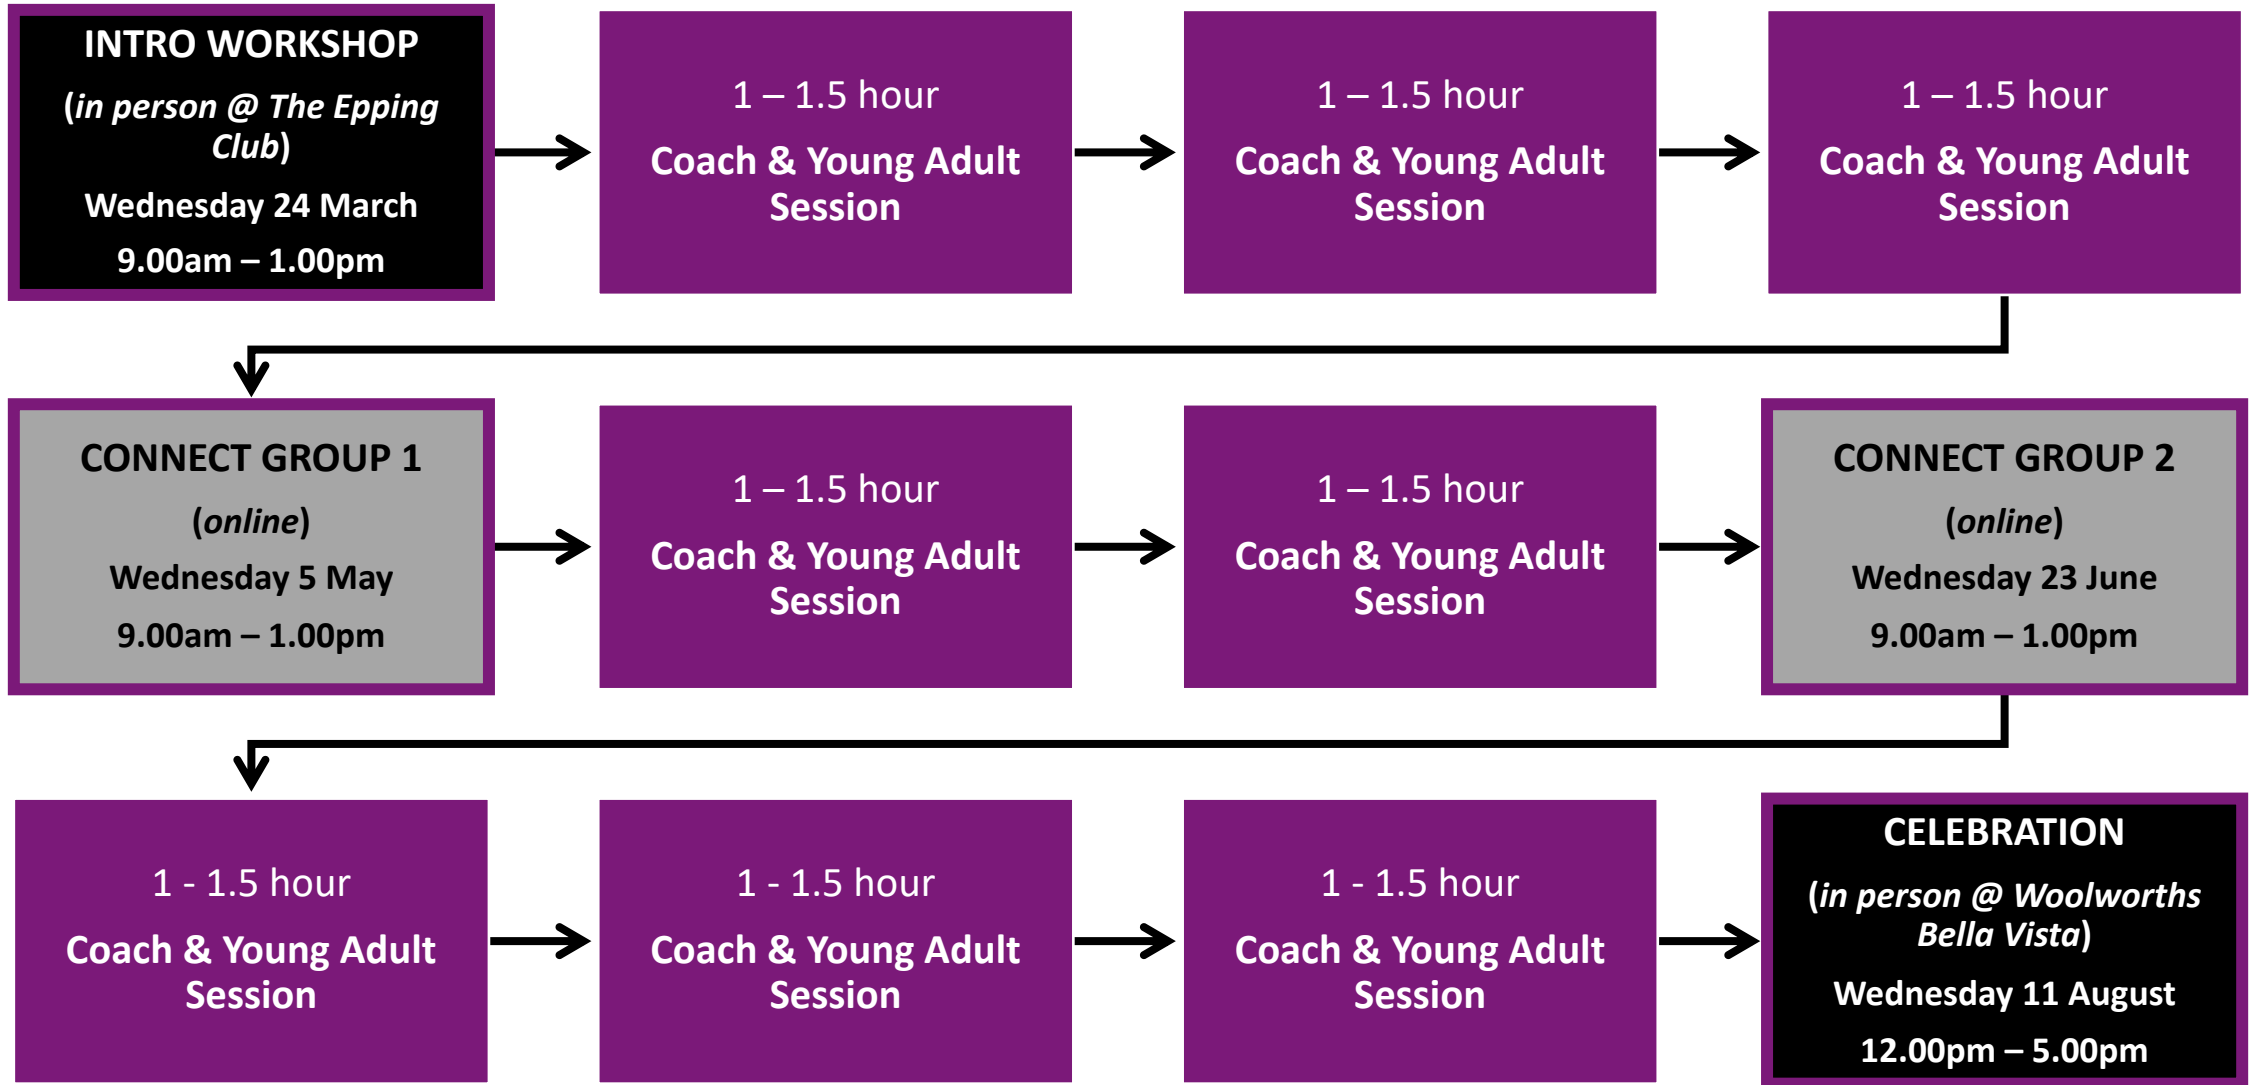 INTRO WORKSHOP
(in person @ The Epping
Club)
Wednesday 24 March
9.00am – 1.00pm
1 – 1.5 hour
Coach & Young Adult
Session
1 – 1.5 hour
Coach & Young Adult
Session
1 – 1.5 hour
Coach & Young Adult
Session
CONNECT GROUP 1
(online)
Wednesday 5 May
9.00am – 1.00pm
1 – 1.5 hour
Coach & Young Adult
Session
1 – 1.5 hour
Coach & Young Adult
Session
CONNECT GROUP 2
(online)
Wednesday 23 June
9.00am – 1.00pm
1 - 1.5 hour
Coach & Young Adult
Session
1 - 1.5 hour
Coach & Young Adult
Session
1 - 1.5 hour
Coach & Young Adult
Session
CELEBRATION
(in person @ Woolworths
Bella Vista)
Wednesday 11 August
12.00pm – 5.00pm